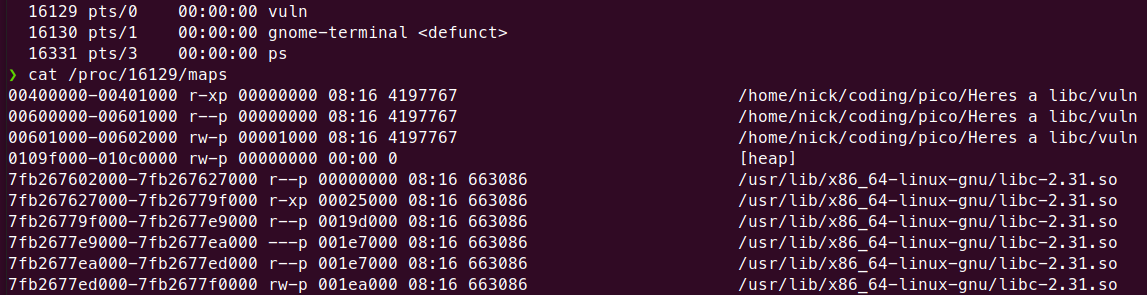 16129 pts/0    00:00:00 vuln
16130 pts/1    00:00:00 gnome-terminal <defunct>
16331 pts/3    00:00:00 ps
❯ cat /proc/16129/maps
00400000-00401000 r-xp 00000000 08:16 4197767                            /home/nick/coding/pico/Heres a libc/vuln
00600000-00601000 r--p 00000000 08:16 4197767                            /home/nick/coding/pico/Heres a libc/vuln
00601000-00602000 rw-p 00001000 08:16 4197767                            /home/nick/coding/pico/Heres a libc/vuln
0109f000-010c0000 rw-p 00000000 00:00 0                                  [heap]
7fb267602000-7fb267627000 r--p 00000000 08:16 663086                     /usr/lib/x86_64-linux-gnu/libc-2.31.so
7fb267627000-7fb26779f000 r-xp 00025000 08:16 663086                     /usr/lib/x86_64-linux-gnu/libc-2.31.so
7fb26779f000-7fb2677e9000 r--p 0019d000 08:16 663086                     /usr/lib/x86_64-linux-gnu/libc-2.31.so
7fb2677e9000-7fb2677ea000 ---p 001e7000 08:16 663086                     /usr/lib/x86_64-linux-gnu/libc-2.31.so
7fb2677ea000-7fb2677ed000 r--p 001e7000 08:16 663086                     /usr/lib/x86_64-linux-gnu/libc-2.31.so
7fb2677ed000-7fb2677f0000 rw-p 001ea000 08:16 663086                     /usr/lib/x86_64-linux-gnu/libc-2.31.so